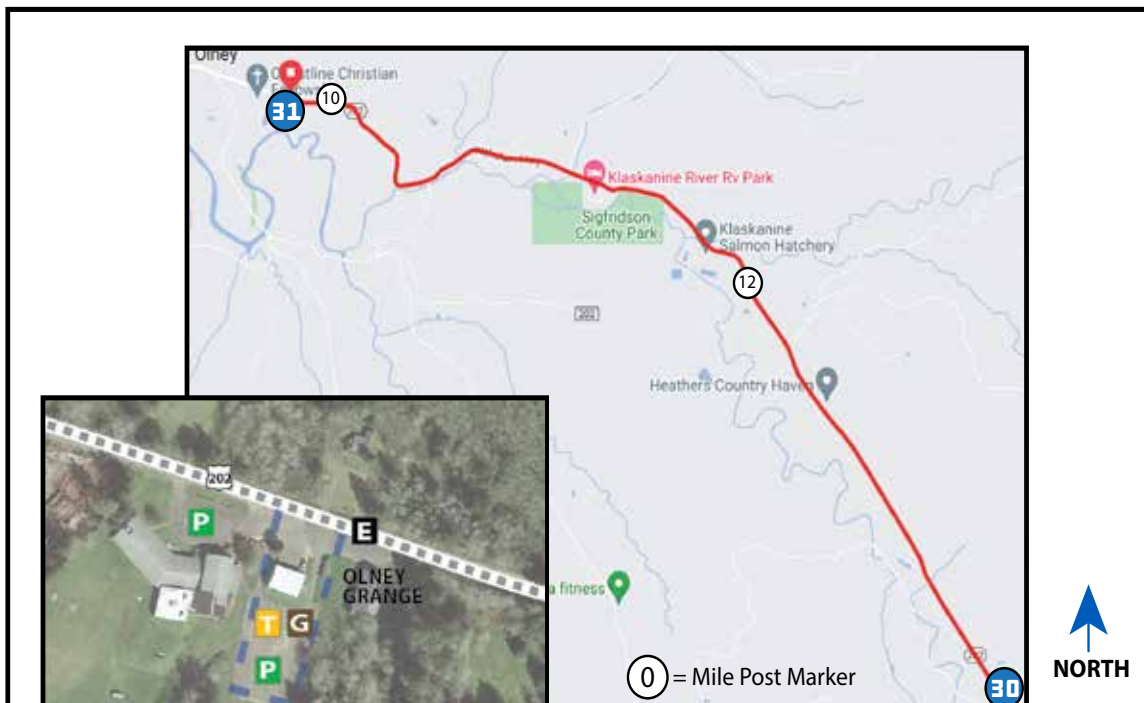 Olney
Christian
31
10
Klaskanine River Rv Park
Sigfridson
County Park
Klaskanine
Salmon Hatchery
12
202
Heathers Country Haven
202
P
E
OLNEY
GRANGE
T G
P
a fitness
0 = Mile Post Marker
30
NORTH